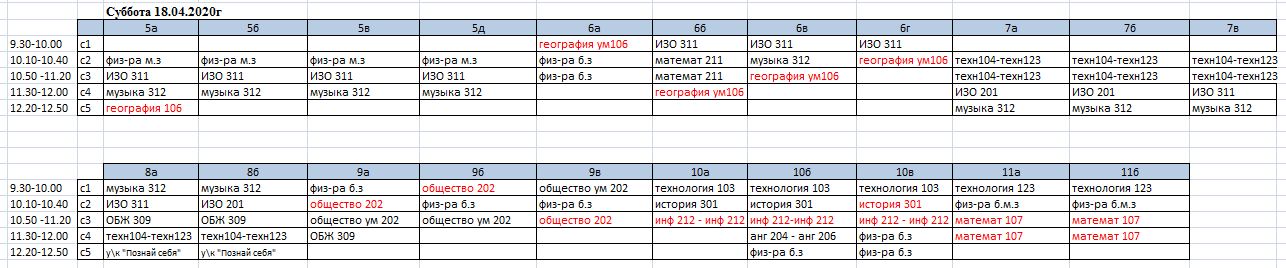 Суббота 18.04.2020г
5а 5б 5в 5д 6а 6б 6в 6г 7а 7б 7в
9.30-10.00 с1 география ум106 ИЗО 311 ИЗО 311 ИЗО 311
10.10-10.40 с2 физ-ра м.з физ-ра м.з физ-ра м.з физ-ра м.з физ-ра б.з математ 211 музыка 312 география ум106 техн104-техн123 техн104-техн123 техн104-техн123
10.50 -11.20 с3 ИЗО 311 ИЗО 311 ИЗО 311 ИЗО 311 физ-ра б.з математ 211 география ум106 техн104-техн123 техн104-техн123 техн104-техн123
11.30-12.00 с4 музыка 312 музыка 312 музыка 312 музыка 312 география ум106 ИЗО 201 ИЗО 201 ИЗО 311
12.20-12.50 с5 география 106 музыка 312 музыка 312 музыка 312
8а 8б 9а 9б 9в 10а 10б 10в 11а 11б
9.30-10.00 с1 музыка 312 музыка 312 физ-ра б.з общество 202 общество ум 202 технология 103 технология 103 технология 103 технология 123 технология 123
10.10-10.40 с2 ИЗО 311 ИЗО 201 общество 202 физ-ра б.з физ-ра б.з история 301 история 301 история 301 физ-ра б.м.з физ-ра б.м.з
10.50 -11.20 с3 ОБЖ 309 ОБЖ 309 общество ум 202 общество ум 202 общество 202 инф 212 - инф 212 инф 212-инф 212 инф 212 - инф 212 математ 107 математ 107
11.30-12.00 с4 техн104-техн123 техн104-техн123 ОБЖ 309 анг 204 - анг 206 физ-ра б.з математ 107 математ 107
12.20-12.50 с5 у\к "Познай себя" у\к "Познай себя" физ-ра б.з физ-ра б.з